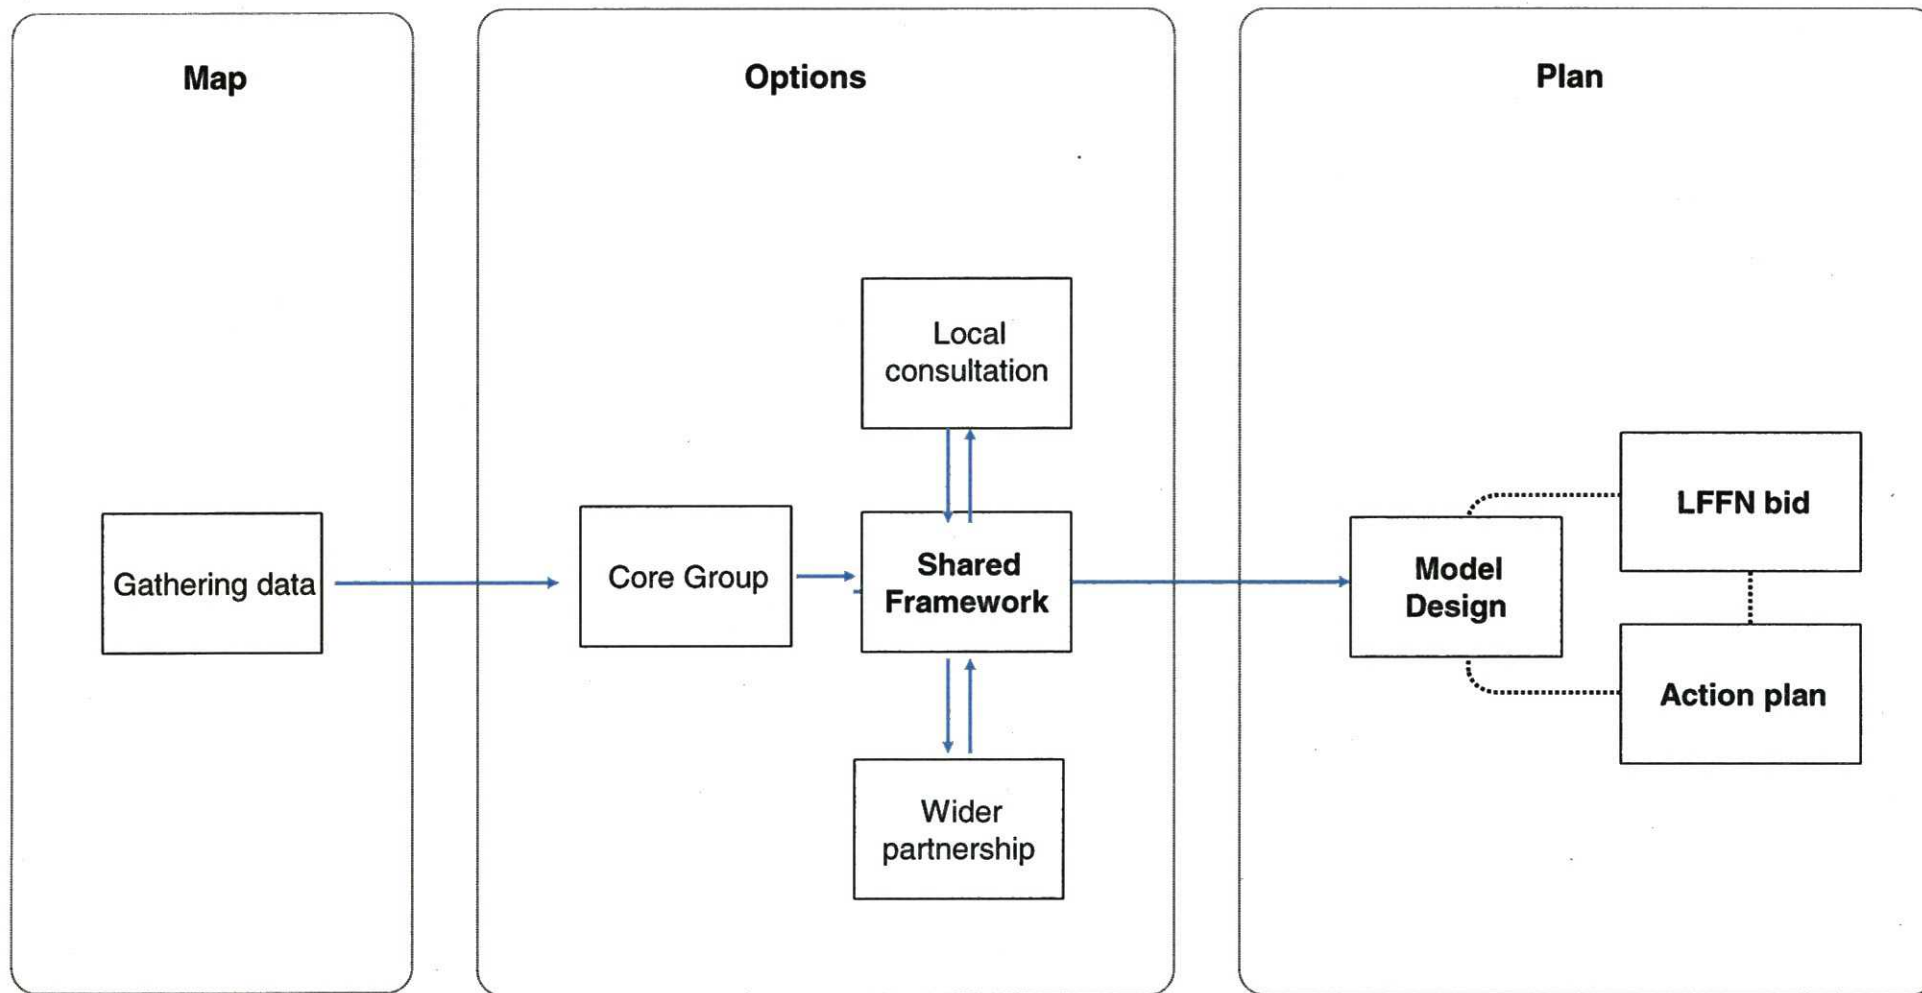 Map
Options
Plan
Gathering data
Core Group
Local
consultation
Shared
Framework
Wider
partnership
Model
Design
LFFN bid
Action plan